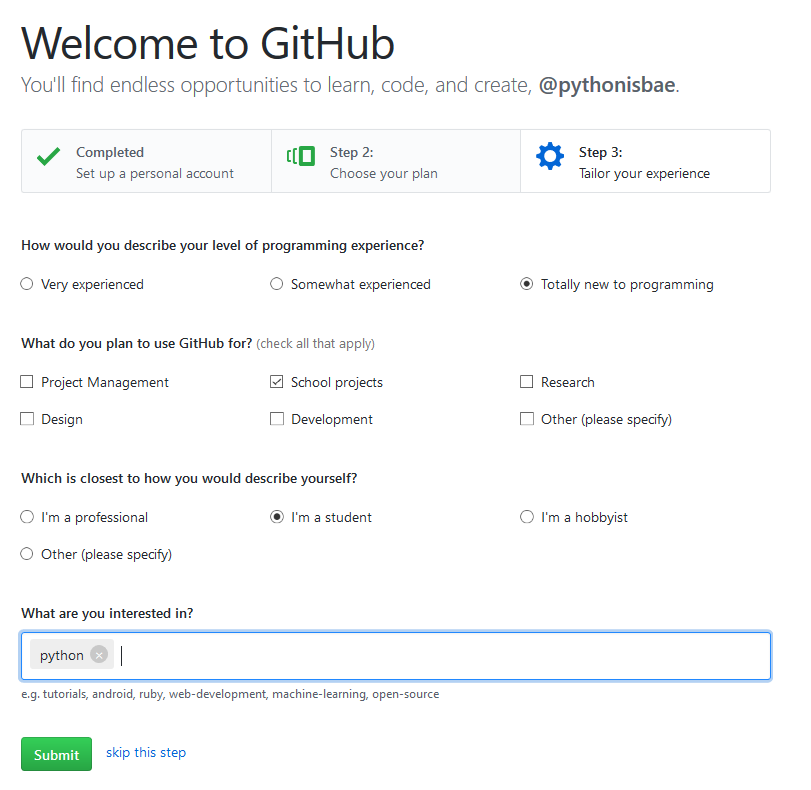 Welcome to GitHub
You'll find endless opportunities to learn, code, and create, @pythonisbae.
Completed
Set up a personal account
Step 2:
Choose your plan
Step 3:
Tailor your experience
How would you describe your level of programming experience?
Very experienced
Somewhat experienced
Totally new to programming
What do you plan to use GitHub for? (check all that apply)
Project Management
School projects
Research
Design
Development
Other (please specify)
Which is closest to how you would describe yourself?
I'm a professional
I'm a student
I'm a hobbyist
Other (please specify)
What are you interested in?
python
e.g. tutorials, android, ruby, web-development, machine-learning, open-source
Submit
skip this step